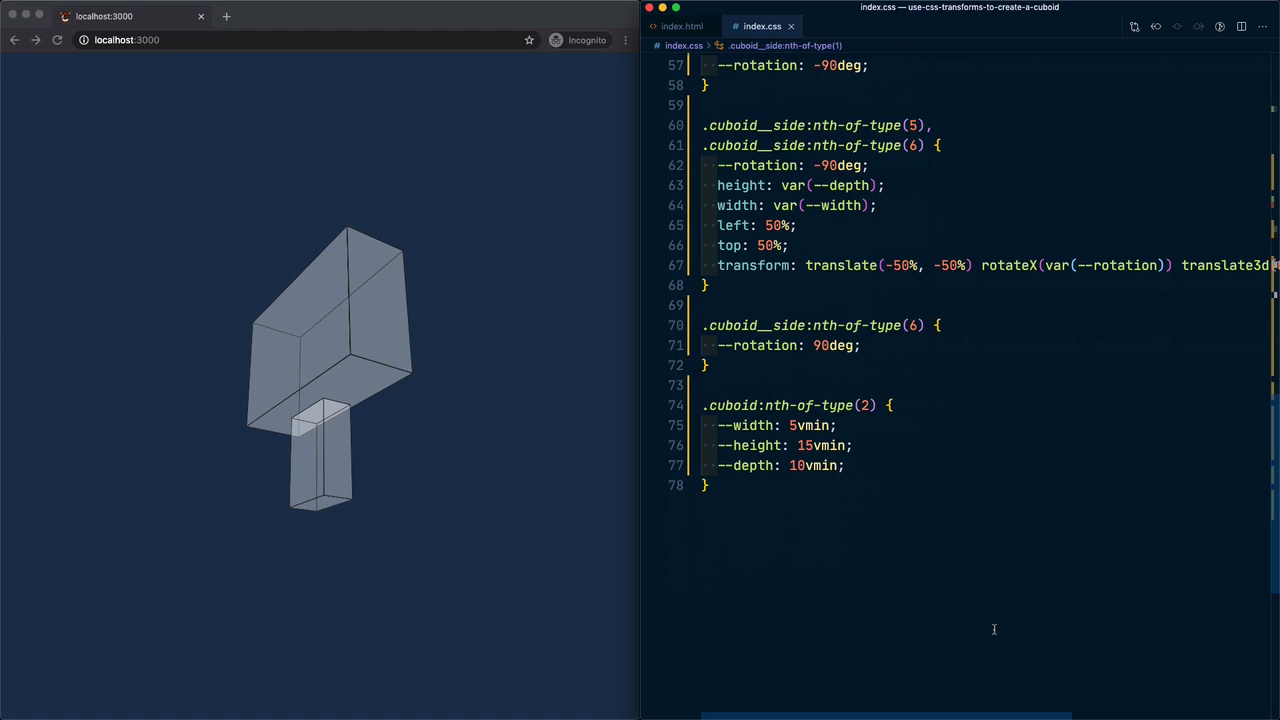 localhost:3000
localhost:3000
Incognito
index.css — use-css-transforms-to-create-a-cuboid
index.html
index.css
index.css
.cuboid__side:nth-of-type(1)
57 --rotation: -90deg;
58 }
59
60 .cuboid__side:nth-of-type(5),
61 .cuboid__side:nth-of-type(6) {
62 --rotation: -90deg;
63 height: var(--depth);
64 width: var(--width);
65 left: 50%;
66 top: 50%;
67 transform: translate(-50%, -50%) rotateX(var(--rotation)) translate3d(
68 }
69
70 .cuboid__side:nth-of-type(6) {
71 --rotation: 90deg;
72 }
73
74 .cuboid:nth-of-type(2) {
75 --width: 5vmin;
76 --height: 15vmin;
77 --depth: 10vmin;
78 }